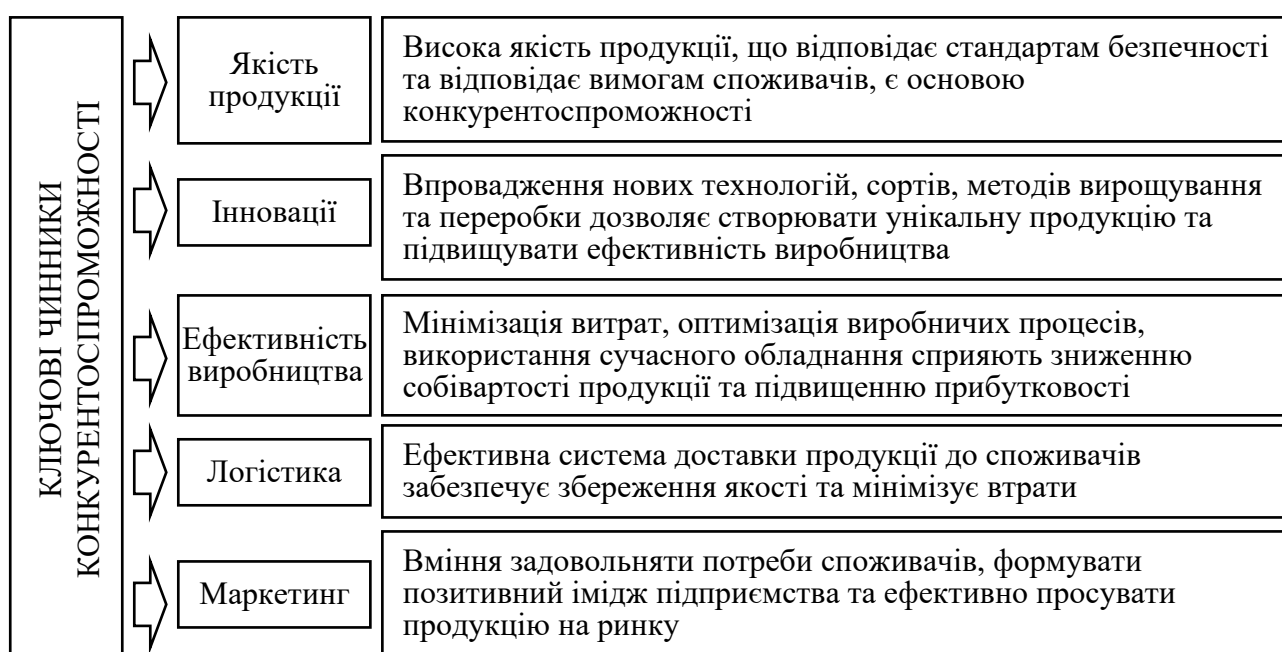 КЛЮЧОВІ ЧИННИКИ
КОНКУРЕНТОСПРОМОЖНОСТІ
Якість
продукції
Висока якість продукції, що відповідає стандартам безпечності
та відповідає вимогам споживачів, є основою
конкурентоспроможності
Інновації
Впровадження нових технологій, сортів, методів вирощування
та переробки дозволяє створювати унікальну продукцію та
підвищувати ефективність виробництва
Ефективність
виробництва
Мінімізація витрат, оптимізація виробничих процесів,
використання сучасного обладнання сприяють зниженню
собівартості продукції та підвищенню прибутковості
Логістика
Ефективна система доставки продукції до споживачів
забезпечує збереження якості та мінімізує втрати
Маркетинг
Вміння задовольняти потреби споживачів, формувати
позитивний імідж підприємства та ефективно просувати
продукцію на ринку